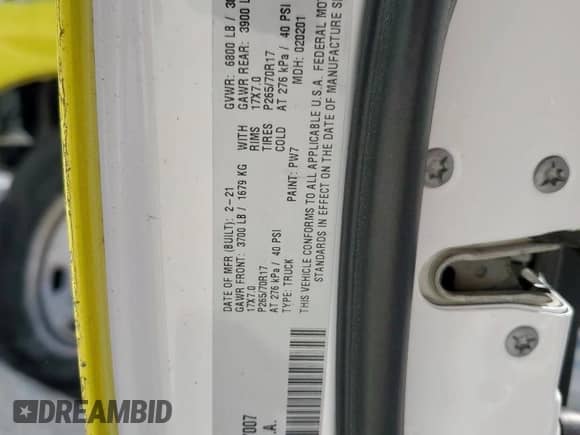 DATE OF MFR (BUILT): 2-21 GVWR: 6800 LB /
GAWR FRONT: 3700 LB / 1679 KG WITH GAWR REAR: 3900 LB
17X7.0 RIMS 17X7.0
P265/70R17 TIRES P265/70R17
AT 276 kPa / 40 PSI COLD AT 276 kPa / 40 PSI
TYPE: TRUCK PAINT: PW7 MDH: 020201
THIS VEHICLE CONFORMS TO ALL APPLICABLE U.S.A. FEDERAL
STANDARDS IN EFFECT ON THE DATE OF MANUFACTURE
7007
.A.
DREAMBID